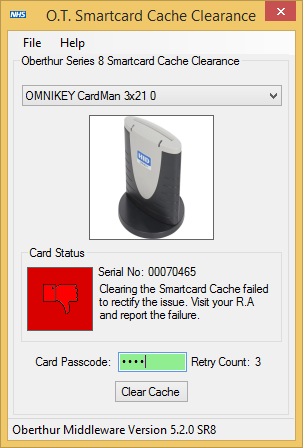 NHS O.T. Smartcard Cache Clearance
File Help
Oberthur Series 8 Smartcard Cache Clearance
OMNIKEY CardMan 3x21 0
HID
Card Status
Serial No: 00070465
Clearing the Smartcard Cache failed
to rectify the issue. Visit your R.A
and report the failure.
Card Passcode: •••• Retry Count: 3
Clear Cache
Oberthur Middleware Version 5.2.0 SR8